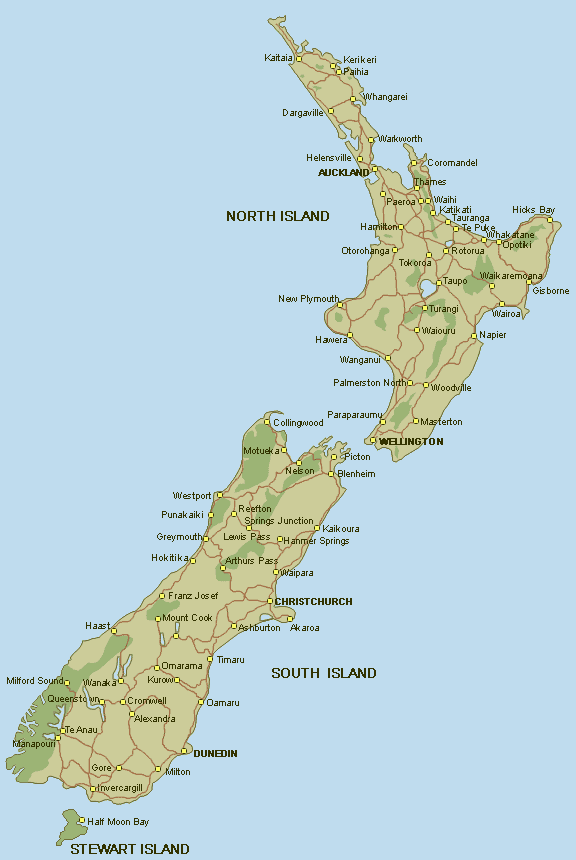 Kaitaia
Kerikeri
Paihia
Whangarei
Dargaville
Warkworth
Helensville
Coromandel
AUCKLAND
Thames
Paeroa
Waihi
Katikati
NORTH ISLAND
Hicks Bay
Tauranga
Hamilton
Te Puke
Whakatane
Opotiki
Otorohanga
Rotorua
Tokoroa
Waikaremoana
Taupo
Gisborne
New Plymouth
Turangi
Wairoa
Waiouru
Napier
Hawera
Wanganui
Palmerston North
Woodville
Paraparaumu
Masterton
Collingwood
WELLINGTON
Motueka
Picton
Nelson
Blenheim
Westport
Reefton
Punakaiki
Springs Junction
Kaikoura
Greymouth
Lewis Pass
Hanmer Springs
Hokitika
Arthurs Pass
Waipara
Franz Josef
CHRISTCHURCH
Mount Cook
Haast
Ashburton
Akaroa
Timaru
Omarama
SOUTH ISLAND
Milford Sound
Wanaka
Kurow
Queenstown
Cromwell
Oamaru
Alexandra
Te Anau
Manapouri
DUNEDIN
Gore
Milton
Invercargill
Half Moon Bay
STEWART ISLAND